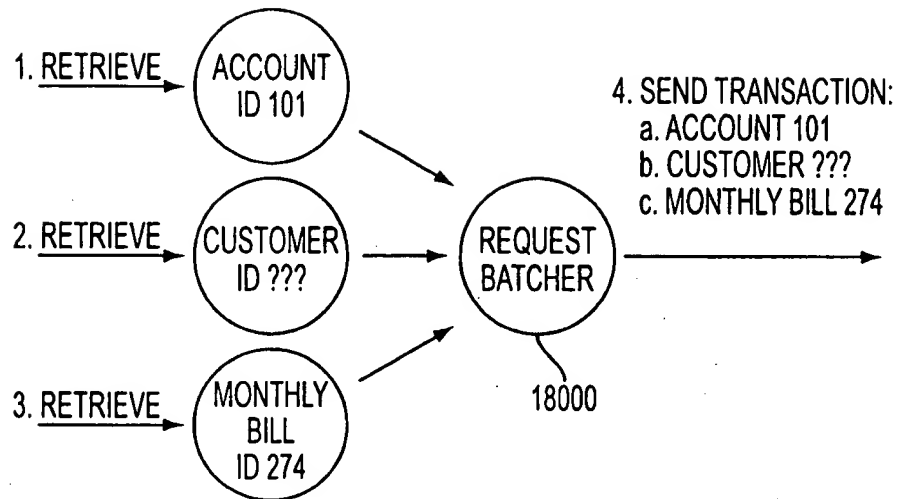 1. RETRIEVE
ACCOUNT
ID 101
2. RETRIEVE
CUSTOMER
ID ???
3. RETRIEVE
MONTHLY
BILL
ID 274
REQUEST
BATCHER
18000
4. SEND TRANSACTION:
a. ACCOUNT 101
b. CUSTOMER ???
c. MONTHLY BILL 274